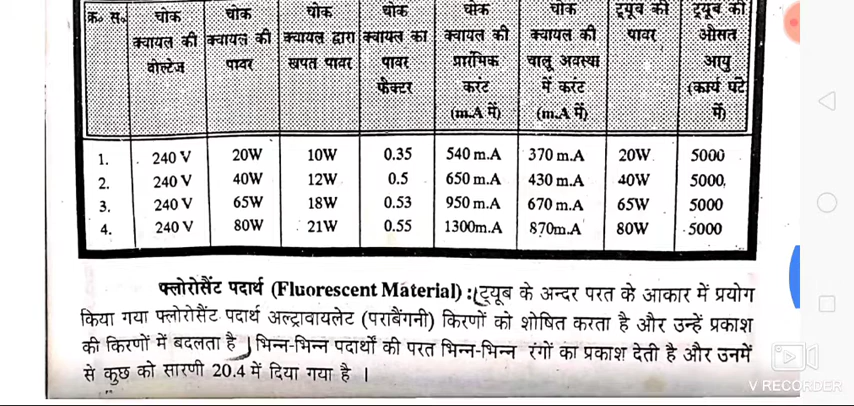 क्र० स० चोक चोक चोक चोक चोक चोक ट्यूब की ट्यूब की
क्वायल की क्वायल की क्वायल द्वारा क्वायल का क्वायल की क्वायल की पावर औसत
वोल्टेज पावर खपत पावर पावर प्रारंभिक चालू अवस्था आयु
फेक्टर करंट में करंट (कार्य घंटे
(m.A में) (m.A में) में)
1. 240 V 20W 10W 0.35 540 m.A 370 m.A 20W 5000
2. 240 V 40W 12W 0.5 650 m.A 430 m.A 40W 5000,
3. 240 V 65W 18W 0.53 950 m.A 670 m.A 65W 5000
4. 240 V 80W 21W 0.55 1300m.A 870m.A 80W 5000
फ्लोरोसैंट पदार्थ (Fluorescent Material) : ट्यूब के अन्दर परत के आकार में प्रयोग
किया गया फ्लोरोसैंट पदार्थ अल्ट्रावायलेट (पराबैंगनी) किरणों को शोषित करता है और उन्हें प्रकाश
की किरणों में बदलता है । भिन्न-भिन्न पदार्थों की परत भिन्न-भिन्न रंगों का प्रकाश देती है और उनमें
से कुछ को सारणी 20.4 में दिया गया है ।
V RECORDER